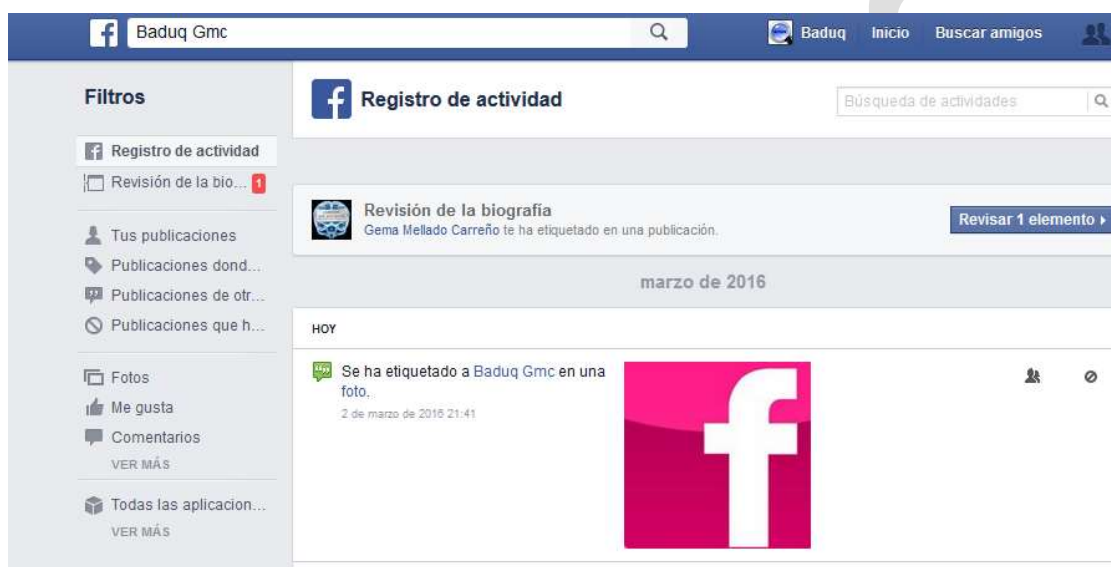 Baduq Gmc
Baduq Inicio Buscar amigos
Filtros
Registro de actividad
Revisión de la bio... 1
Tus publicaciones
Publicaciones dond...
Publicaciones de otr...
Publicaciones que h...
Fotos
Me gusta
Comentarios
VER MÁS
Todas las aplicacion...
VER MÁS
Registro de actividad
Búsqueda de actividades
Revisión de la biografía
Gema Mellado Carreño te ha etiquetado en una publicación.
Revisar 1 elemento
marzo de 2016
HOY
Se ha etiquetado a Baduq Gmc en una
foto.
2 de marzo de 2016 21:41